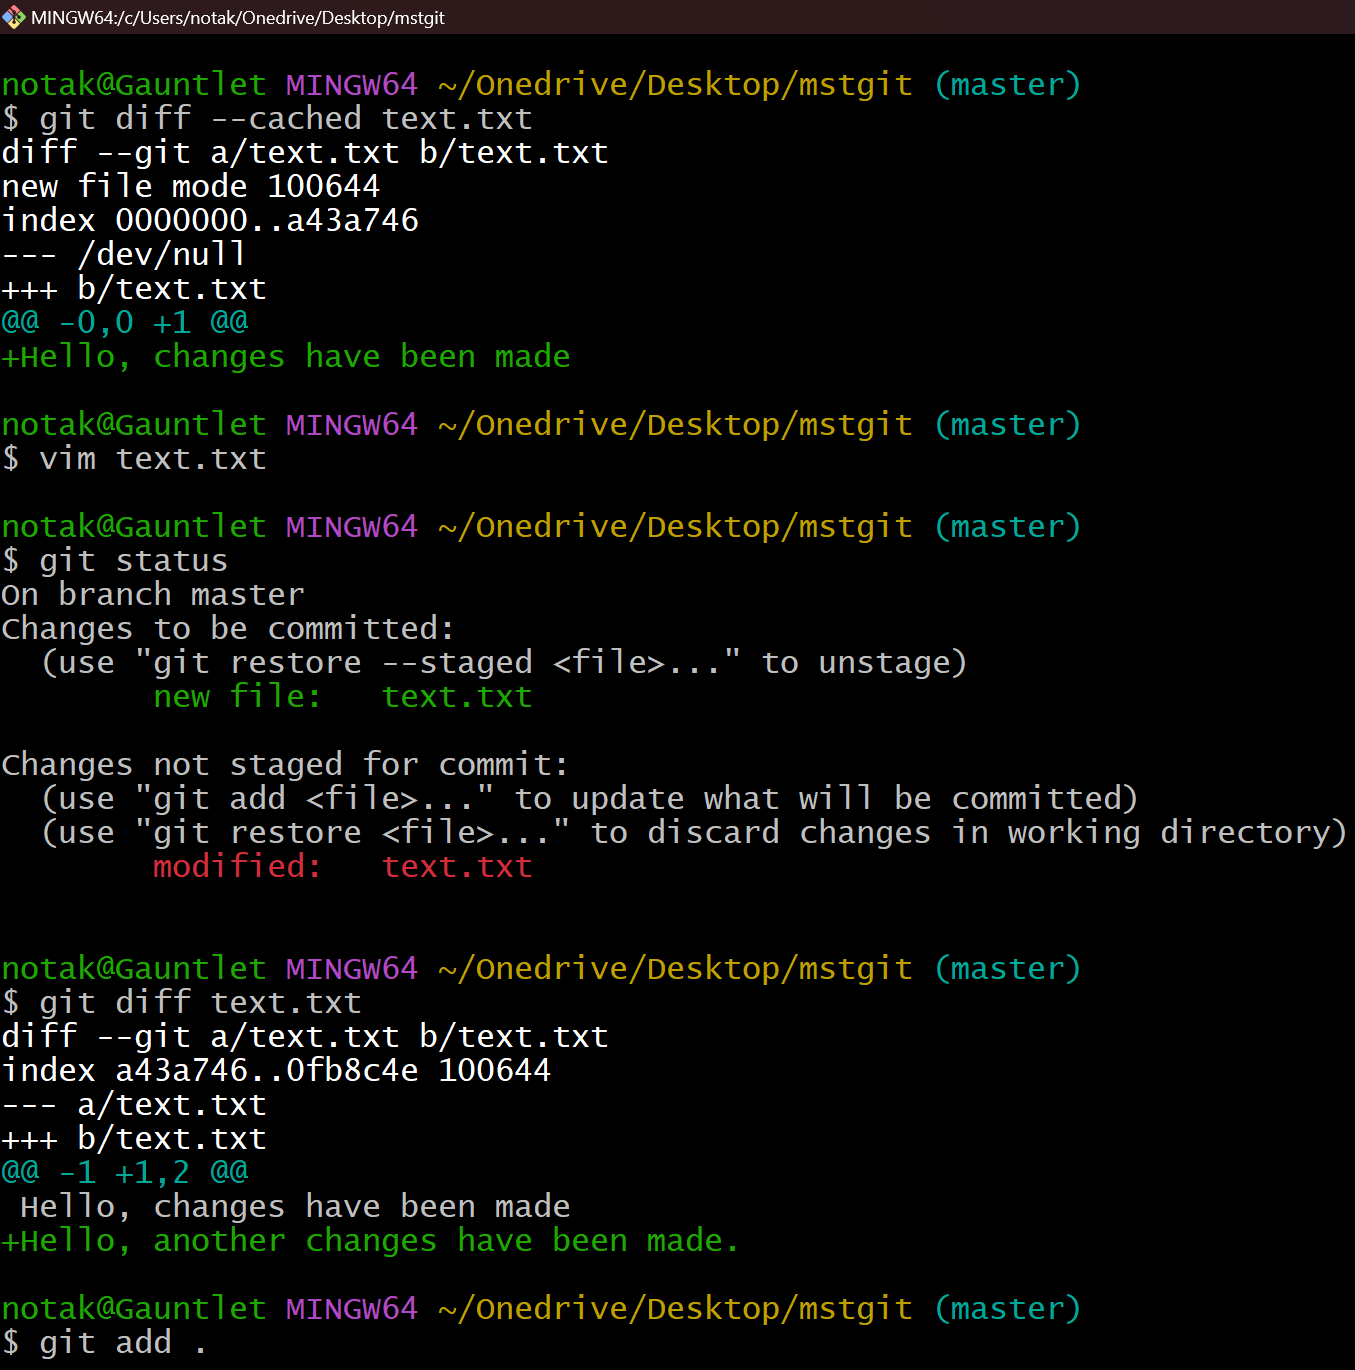 MINGW64:/c/Users/notak/Onedrive/Desktop/mstgit
notak@Gauntlet MINGW64 ~/Onedrive/Desktop/mstgit (master)
$ git diff --cached text.txt
diff --git a/text.txt b/text.txt
new file mode 100644
index 0000000..a43a746
--- /dev/null
+++ b/text.txt
@@ -0,0 +1 @@
+Hello, changes have been made
notak@Gauntlet MINGW64 ~/Onedrive/Desktop/mstgit (master)
$ vim text.txt
notak@Gauntlet MINGW64 ~/Onedrive/Desktop/mstgit (master)
$ git status
On branch master
Changes to be committed:
  (use "git restore --staged <file>..." to unstage)
        new file:   text.txt
Changes not staged for commit:
  (use "git add <file>..." to update what will be committed)
  (use "git restore <file>..." to discard changes in working directory)
        modified:   text.txt
notak@Gauntlet MINGW64 ~/Onedrive/Desktop/mstgit (master)
$ git diff text.txt
diff --git a/text.txt b/text.txt
index a43a746..0fb8c4e 100644
--- a/text.txt
+++ b/text.txt
@@ -1 +1,2 @@
 Hello, changes have been made
+Hello, another changes have been made.
notak@Gauntlet MINGW64 ~/Onedrive/Desktop/mstgit (master)
$ git add .